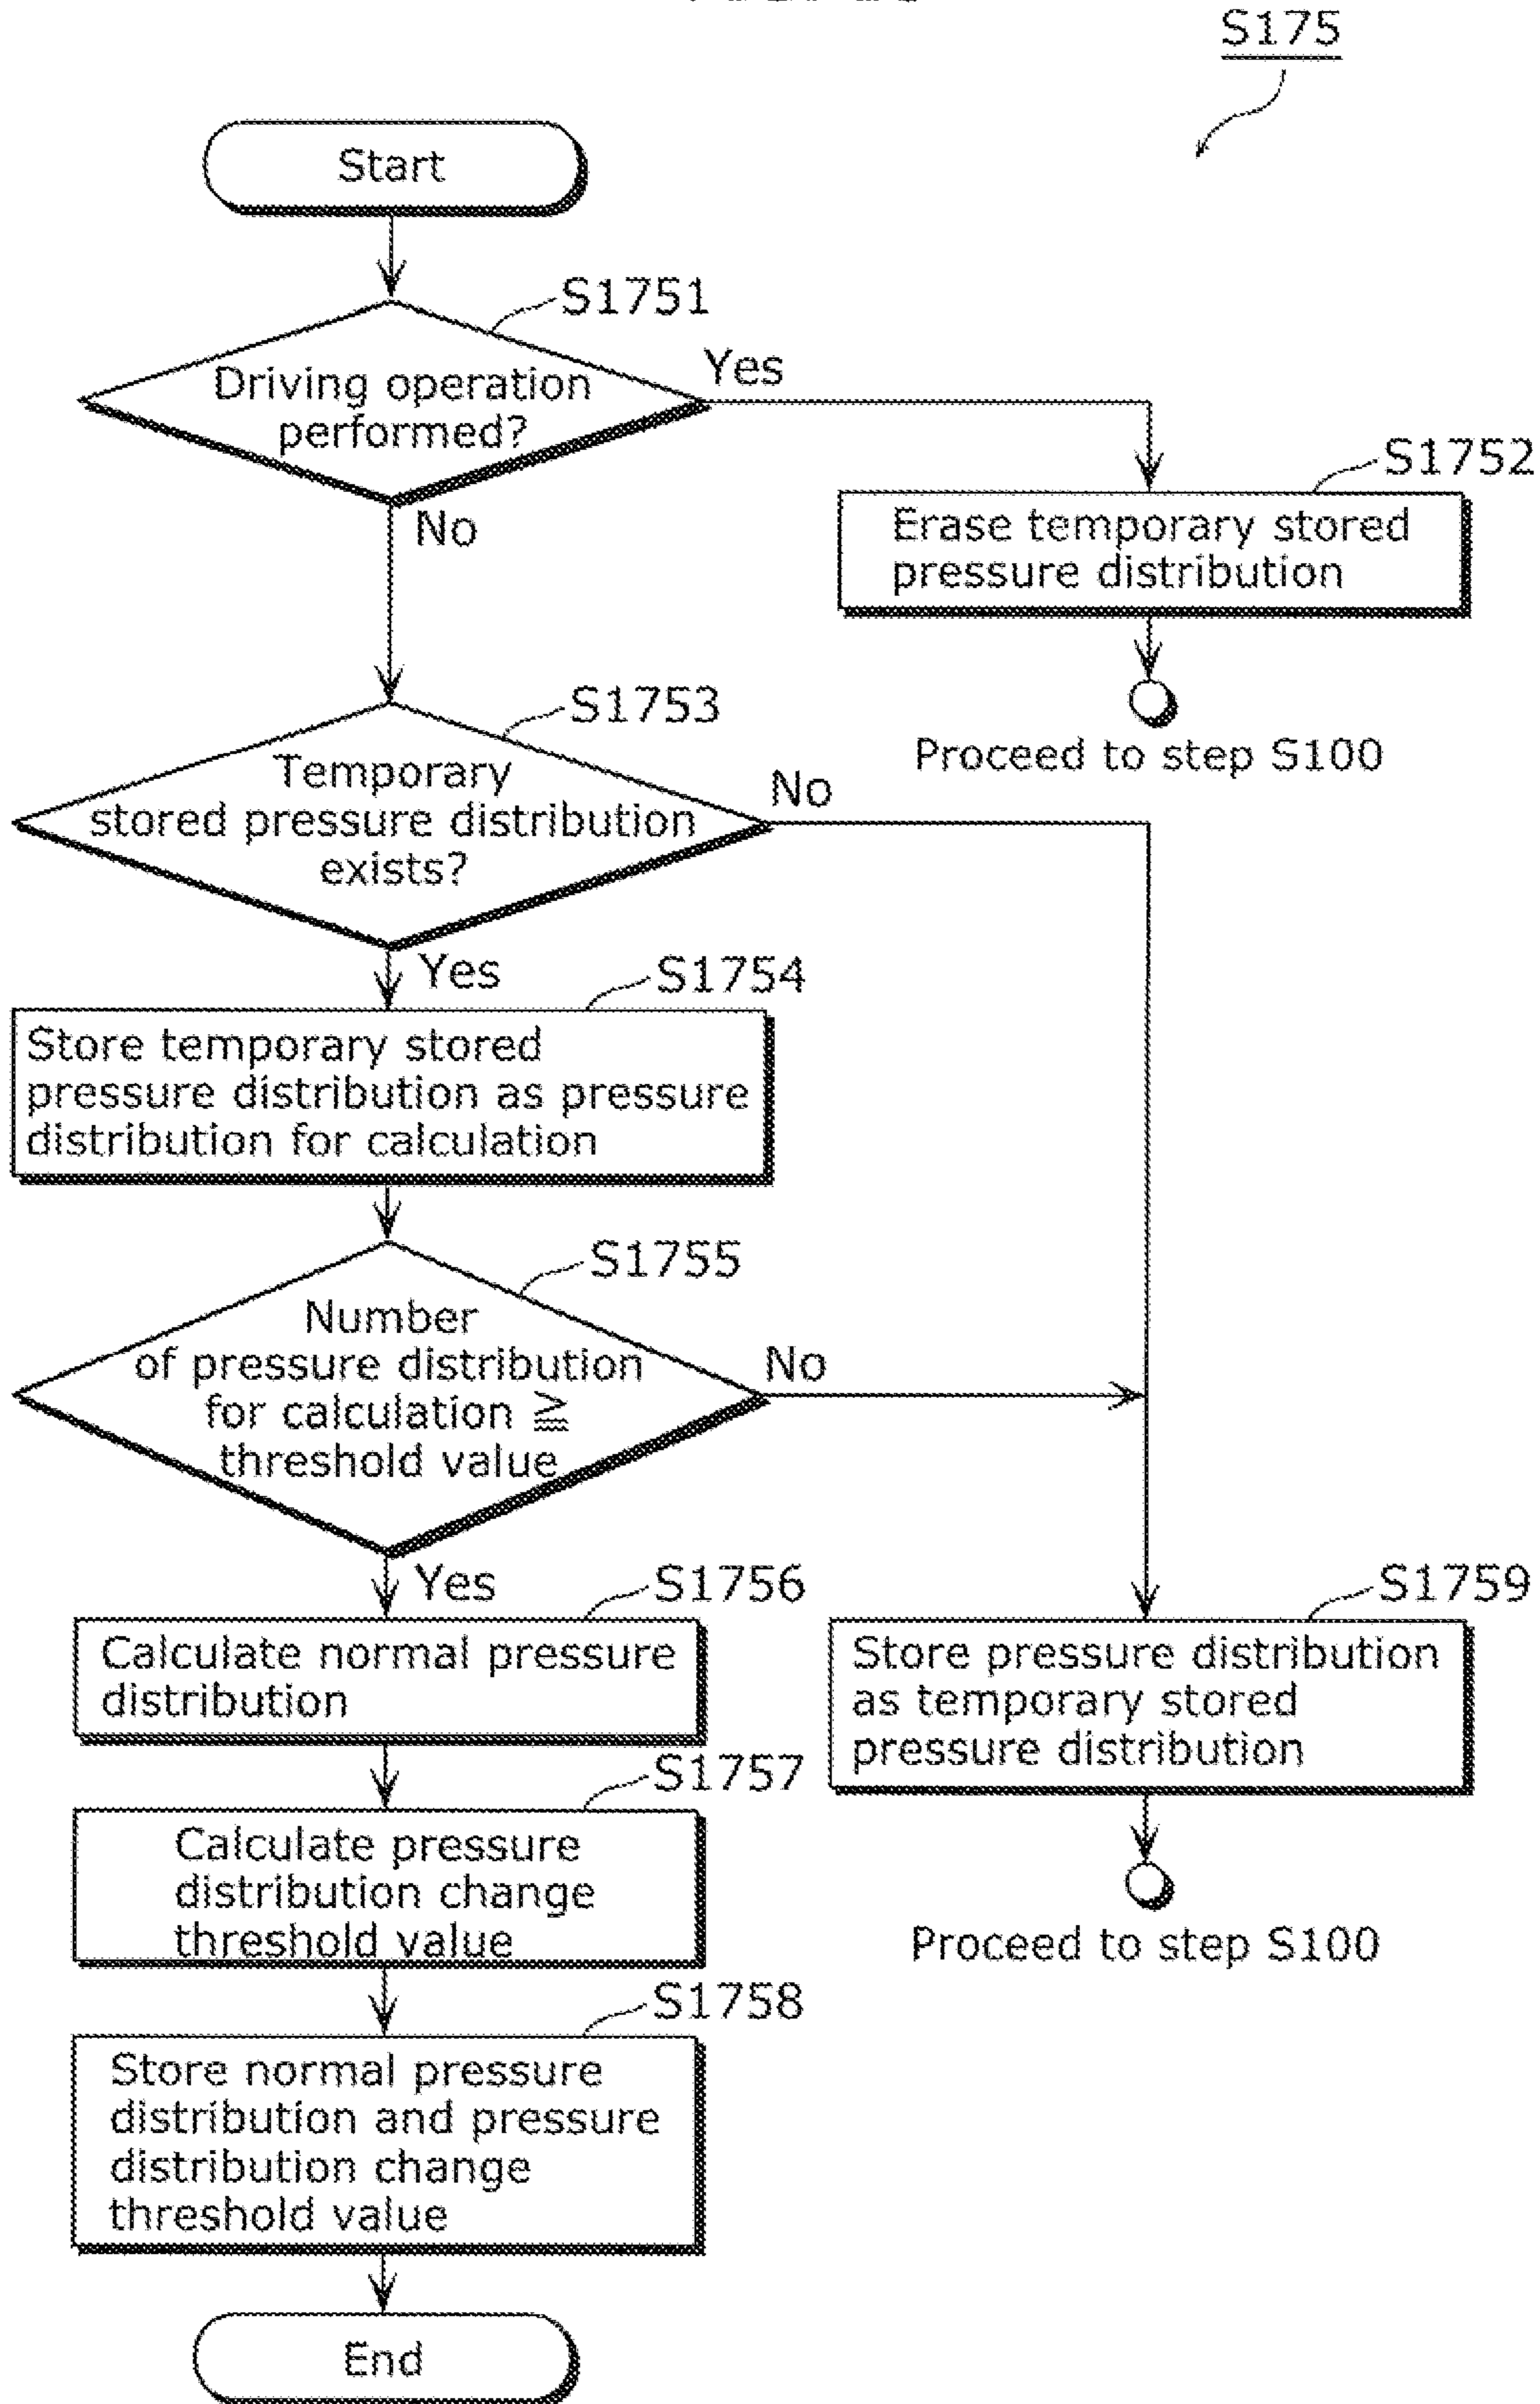 S175
Start
S1751
Driving operation
performed?
Yes
No
S1752
Erase temporary stored
pressure distribution
Proceed to step S100
S1753
Temporary
stored pressure distribution
exists?
No
Yes
S1754
Store temporary stored
pressure distribution as pressure
distribution for calculation
S1755
Number
of pressure distribution
for calculation ≧
threshold value
No
Yes
S1756
Calculate normal pressure
distribution
S1757
Calculate pressure
distribution change
threshold value
S1758
Store normal pressure
distribution and pressure
distribution change
threshold value
End
S1759
Store pressure distribution
as temporary stored
pressure distribution
Proceed to step S100